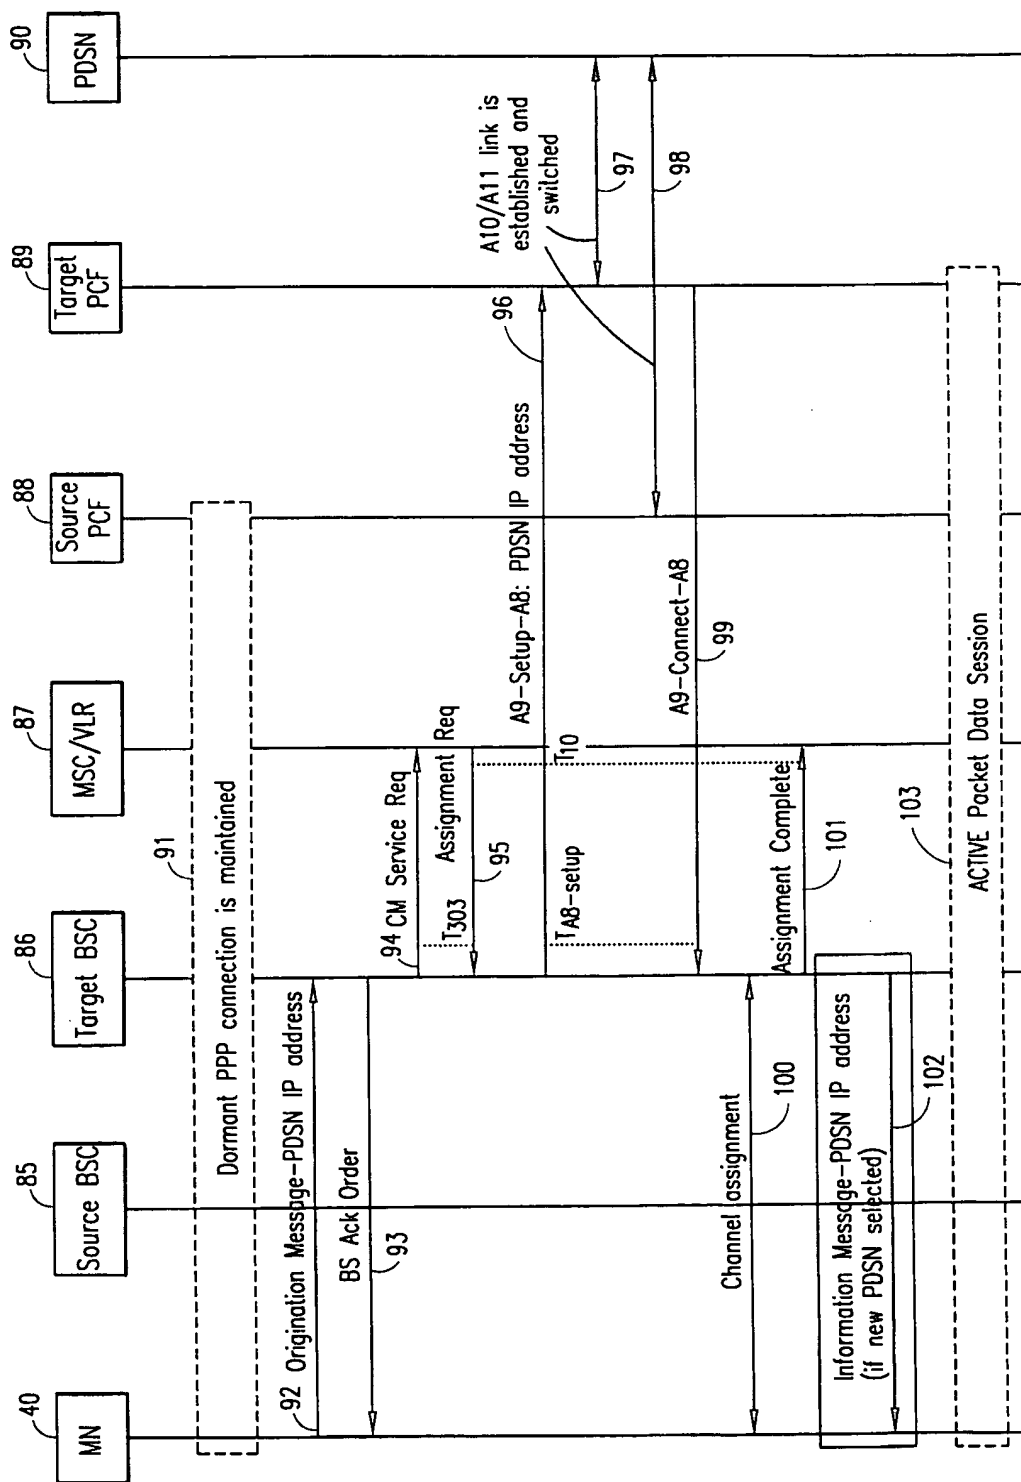 40
MN
85
Source BSC
86
Target BSC
87
MSC/VLR
88
Source
PCF
89
Target
PCF
90
PDSN
91
Dormant PPP connection is maintained
92 Origination Message-PDSN IP address
BS Ack Order
93
94 CM Service Req
T303
Assignment Req
95
A9-Setup-A8: PDSN IP address
96
A10/A11 link is
established and
switched
97
98
T10
TA8-setup
A9-Connect-A8
99
Channel assignment
100
Assignment Complete
101
Information Message-PDSN IP address
(if new PDSN selected)
102
103
ACTIVE Packet Data Session